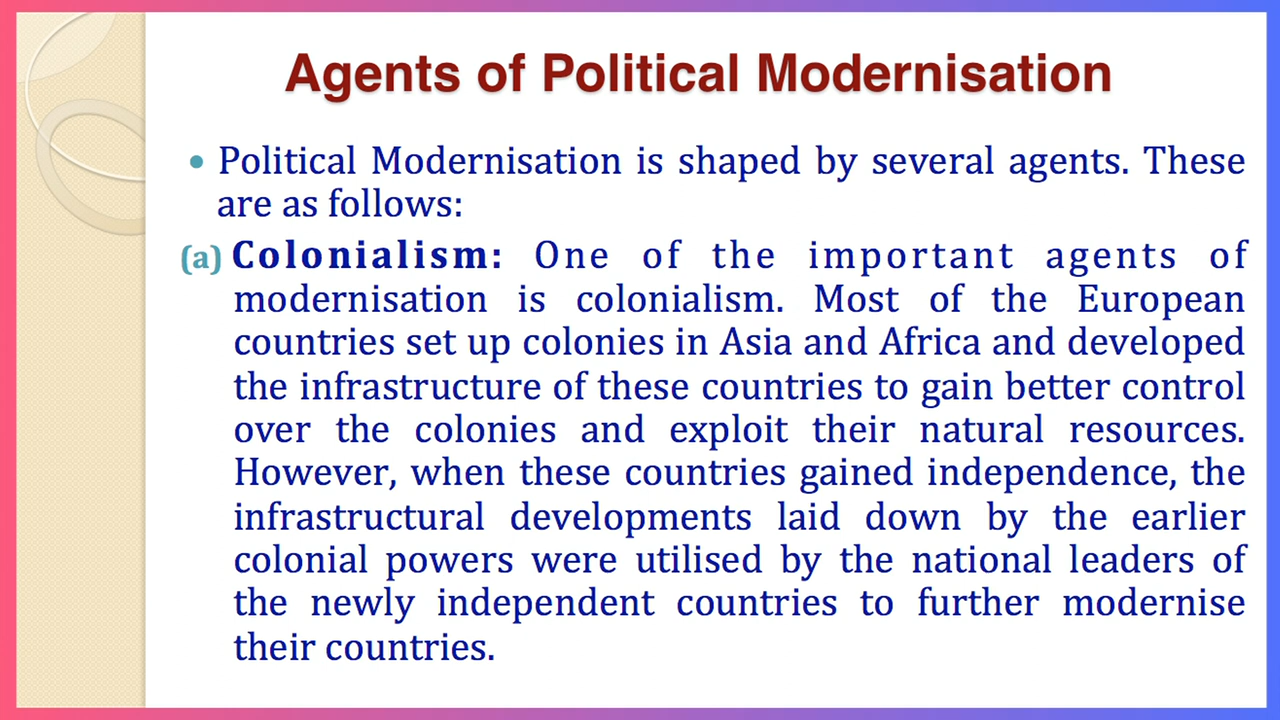 Agents of Political Modernisation
• Political Modernisation is shaped by several agents. These
are as follows:
(a) Colonialism: One of the important agents of
modernisation is colonialism. Most of the European
countries set up colonies in Asia and Africa and developed
the infrastructure of these countries to gain better control
over the colonies and exploit their natural resources.
However, when these countries gained independence, the
infrastructural developments laid down by the earlier
colonial powers were utilised by the national leaders of
the newly independent countries to further modernise
their countries.